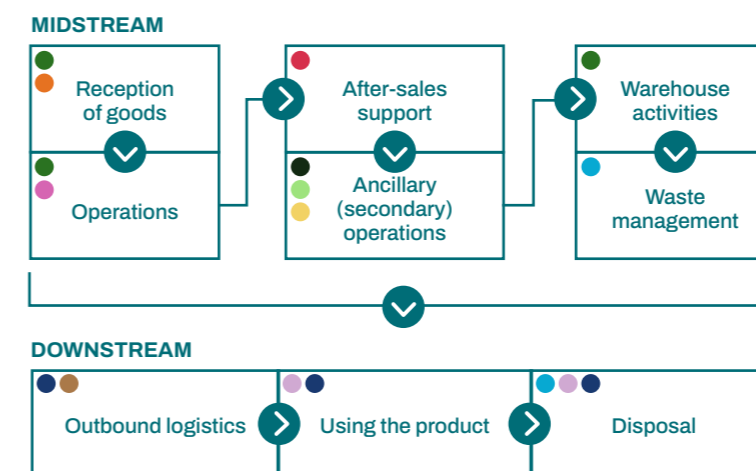 MIDSTREAM
Reception
of goods
Operations
After-sales
support
Ancillary
(secondary)
operations
Warehouse
activities
Waste
management
DOWNSTREAM
Outbound logistics
Using the product
Disposal